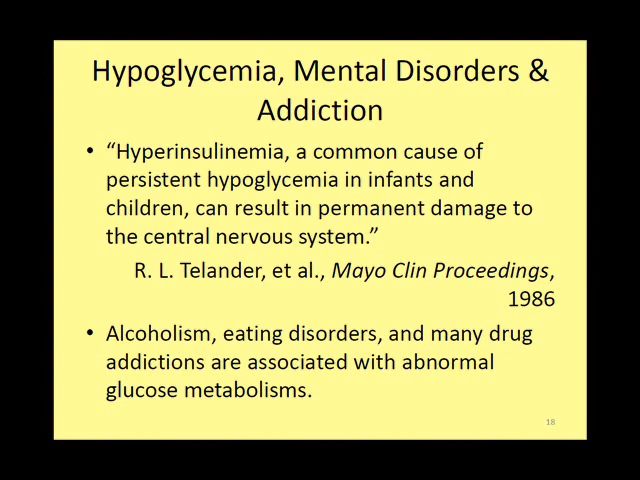 Hypoglycemia, Mental Disorders &
Addiction
• “Hyperinsulinemia, a common cause of
persistent hypoglycemia in infants and
children, can result in permanent damage to
the central nervous system.”
R. L. Telander, et al., Mayo Clin Proceedings,
1986
• Alcoholism, eating disorders, and many drug
addictions are associated with abnormal
glucose metabolisms.
18